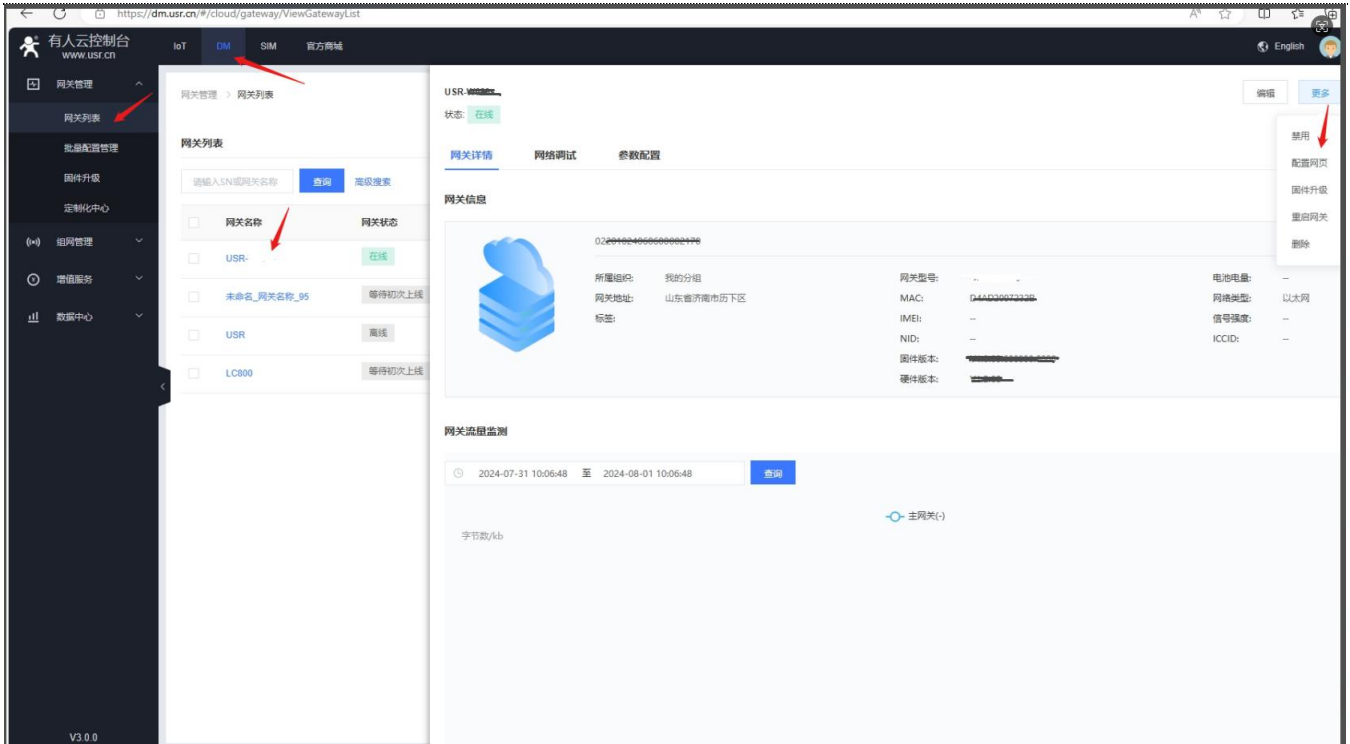 https://dm.usr.cn/#/cloud/gateway/ViewGatewayList
有人云控制台
www.usr.cn
IoT DM SIM 官方商城
English
网关管理
网关列表
批量配置管理
固件升级
定制化中心
组网管理
增值服务
数据中心
V3.0.0
网关管理 > 网关列表
网关列表
请输入SN或网关名称 查询 高级搜索
网关名称 网关状态
USR- 在线
未命名_网关名称_95 等待初次上线
USR 离线
LC800 等待初次上线
USR-
状态: 在线
编辑 更多
禁用
配置网页
固件升级
重启网关
删除
网关详情 网络调试 参数配置
网关信息
所属组织: 我的分组
网关地址: 山东省济南市历下区
标签:
网关型号:
MAC:
IMEI: --
NID: --
固件版本:
硬件版本:
电池电量: --
网络类型: 以太网
信号强度: --
ICCID: --
网关流量监测
2024-07-31 10:06:48 至 2024-08-01 10:06:48 查询
主网关(-)
字节数/kb